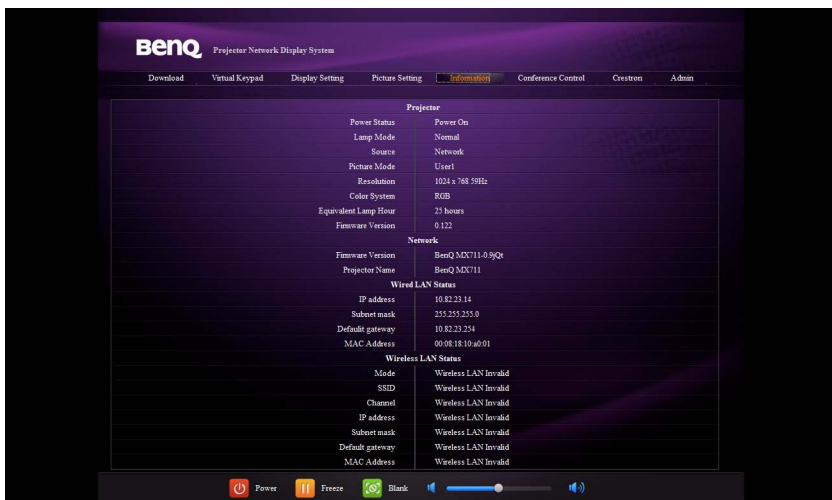 BenQ Projector Network Display System
Download Virtual Keypad Display Setting Picture Setting Information Conference Control Crestron Admin
Projector
Power Status Power On
Lamp Mode Normal
Source Network
Picture Mode User1
Resolution 1024 x 768 59Hz
Color System RGB
Equivalent Lamp Hour 25 hours
Firmware Version 0.122
Network
Firmware Version BenQ MX711-0.9jQt
Projector Name BenQ MX711
Wired LAN Status
IP address 10.82.23.14
Subnet mask 255.255.255.0
Defaulit gateway 10.82.23.254
MAC Address 00:08:18:10:a0:01
Wireless LAN Status
Mode Wireless LAN Invalid
SSID Wireless LAN Invalid
Channel Wireless LAN Invalid
IP address Wireless LAN Invalid
Subnet mask Wireless LAN Invalid
Default gateway Wireless LAN Invalid
MAC Address Wireless LAN Invalid
Power Freeze Blank